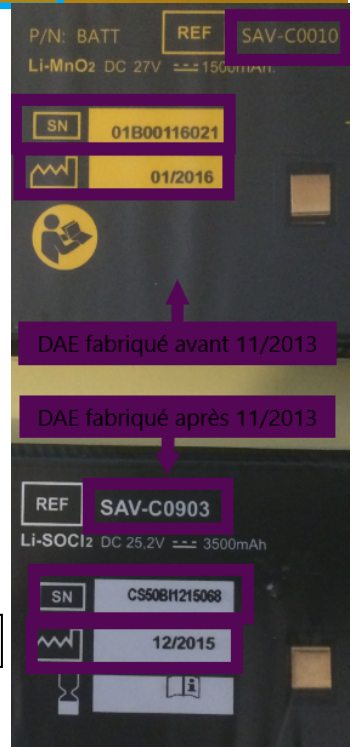 P/N: BATT REF SAV-C0010
Li-MnO2 DC 27V 1500mAh.
SN 01B00116021
01/2016
DAE fabriqué avant 11/2013
DAE fabriqué après 11/2013
REF SAV-C0903
Li-SOCl2 DC 25,2V 3500mAh
SN CS50BI1215068
12/2015